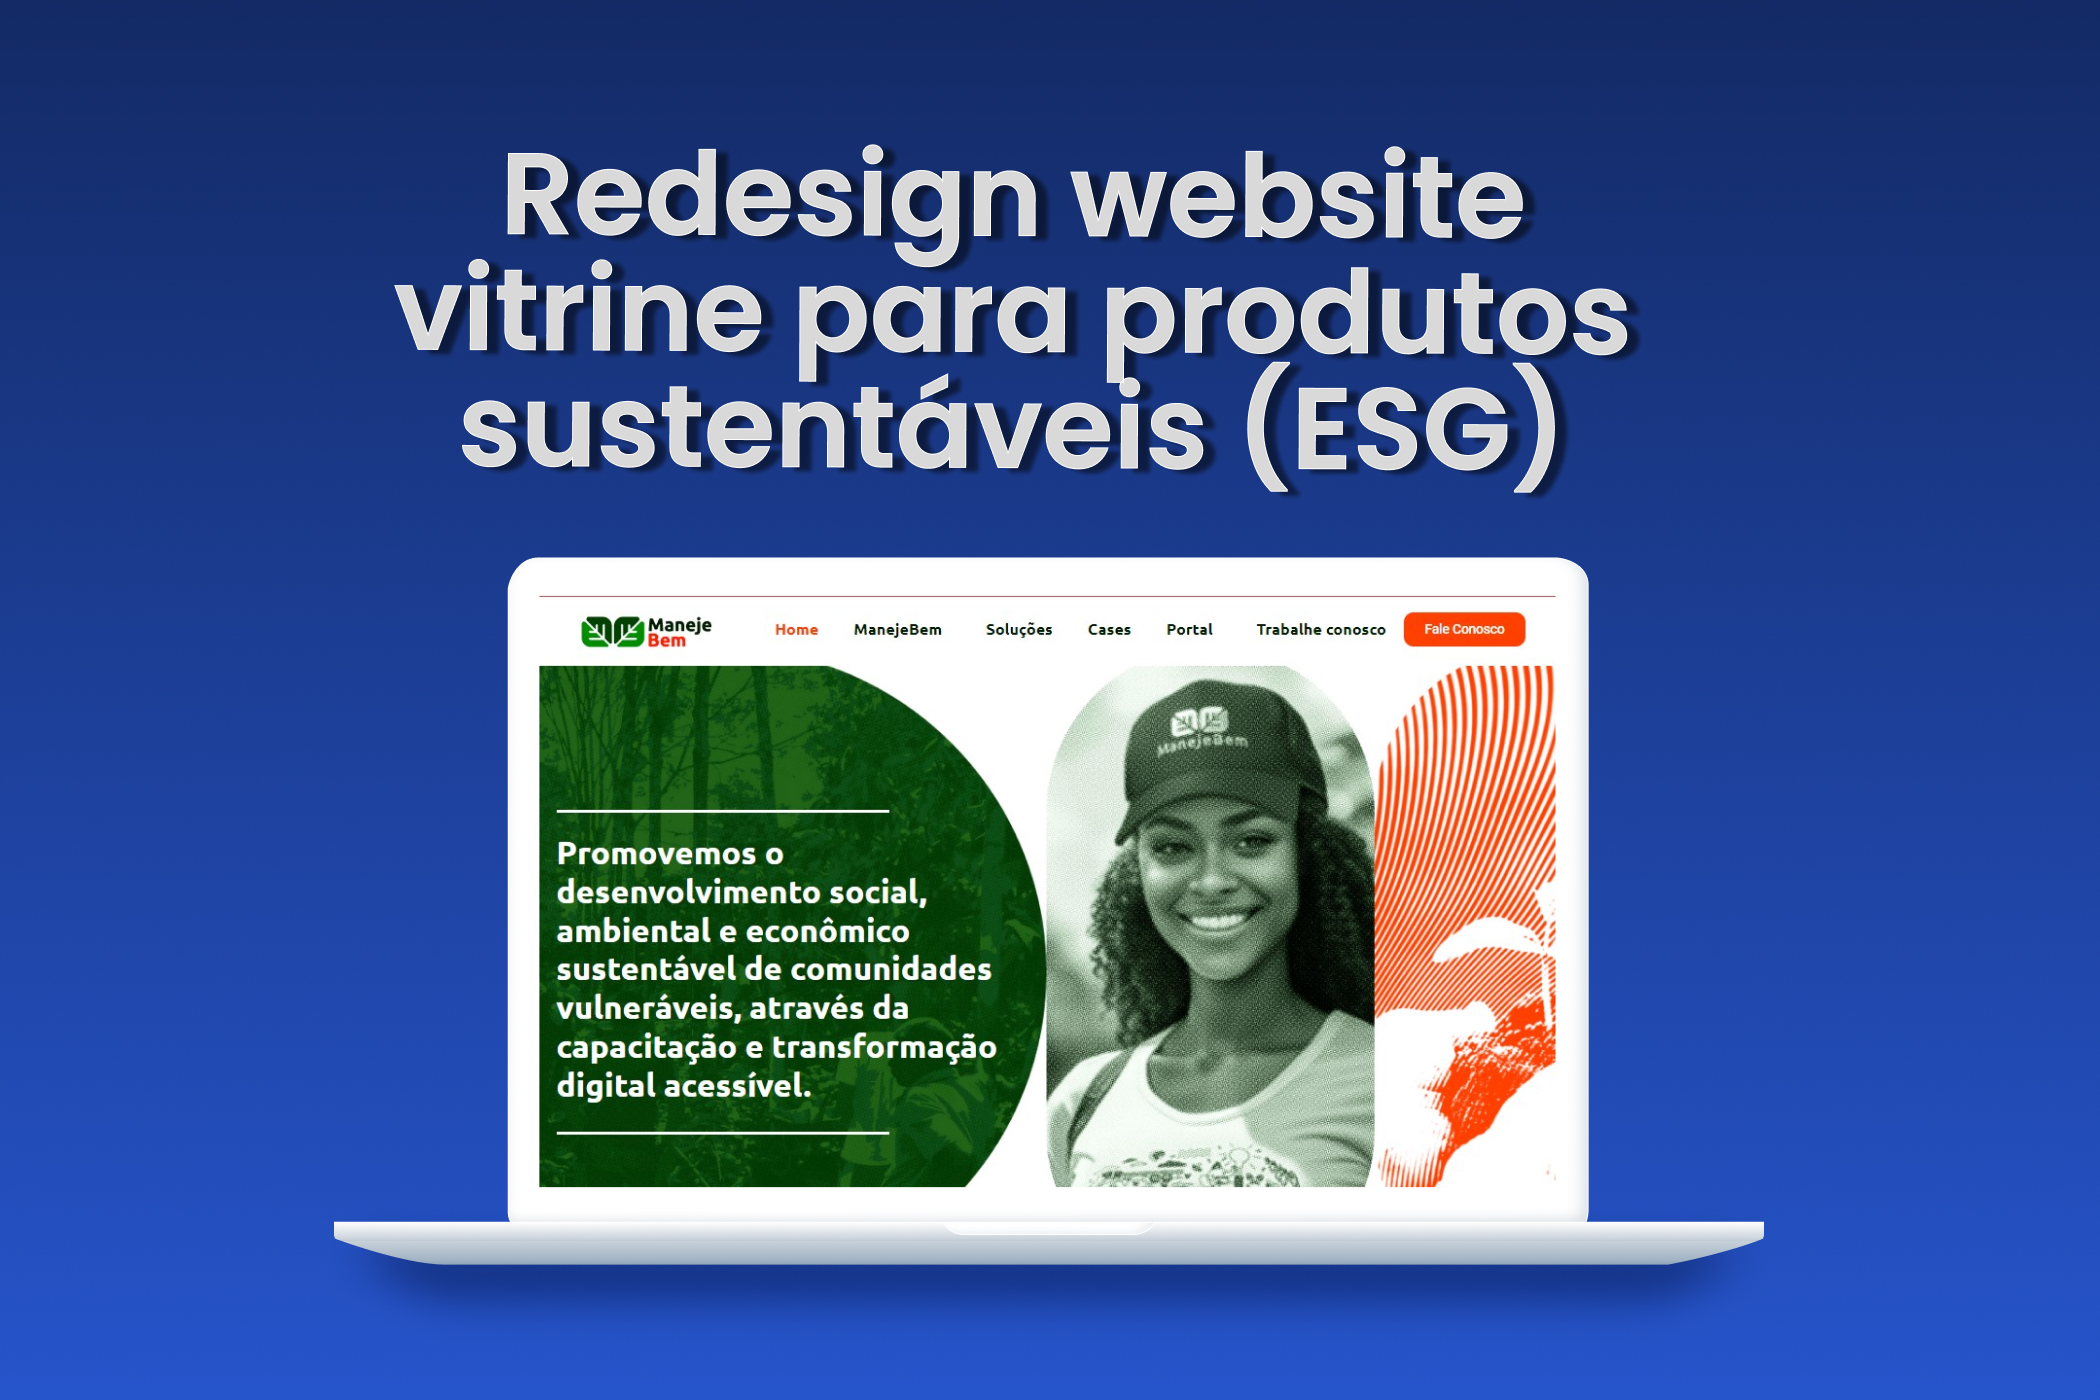 Redesign website
vitrine para produtos
sustentáveis (ESG)
Maneje
Bem
Home ManejeBem Soluções Cases Portal Trabalhe conosco Fale Conosco
ManejeBem
Promovemos o
desenvolvimento social,
ambiental e econômico
sustentável de comunidades
vulneráveis, através da
capacitação e transformação
digital acessível.